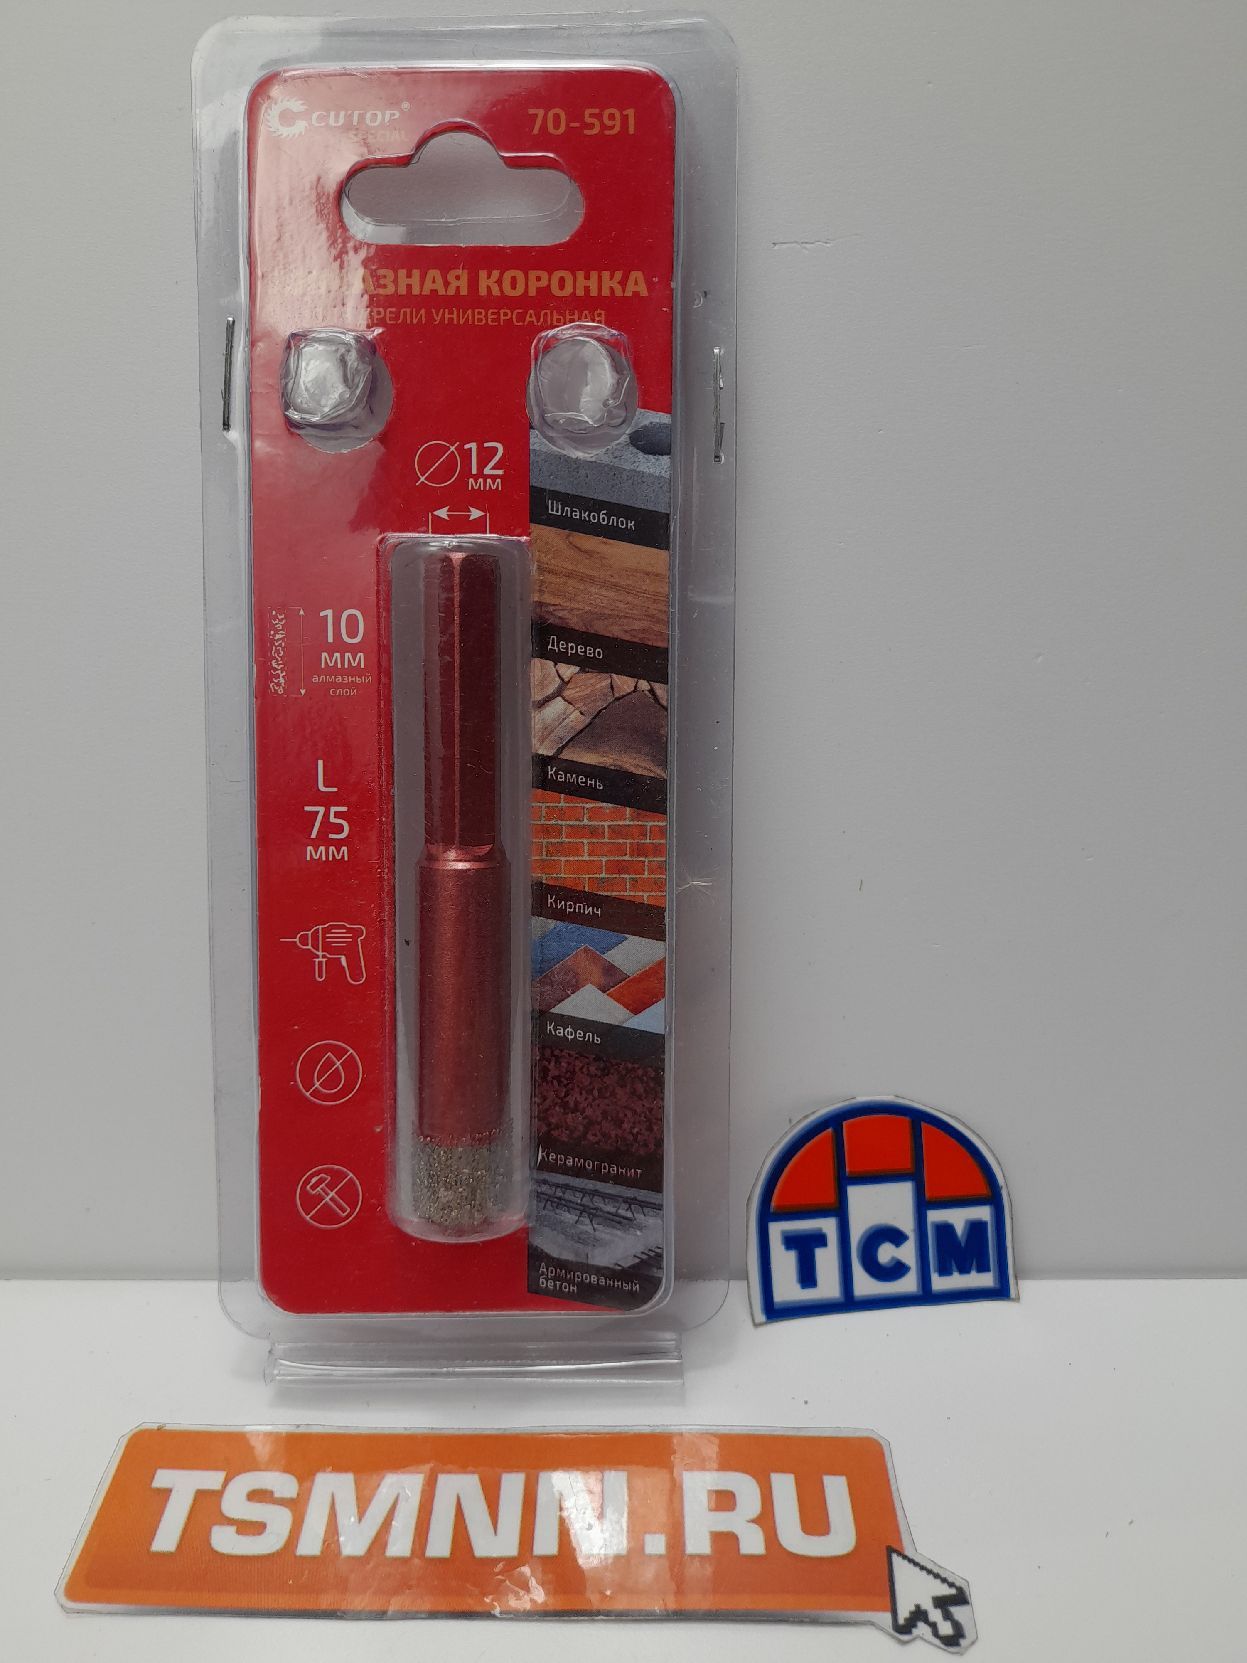 CUTOP®
SPECIAL
70-591
АЗНАЯ КОРОНКА
РЕЛИ УНИВЕРСАЛЬНАЯ
12
мм
Шлакоблок
10
мм
алмазный
слой
Дерево
Камень
L
75
мм
Кирпич
Кафель
Керамогранит
Армированный
бетон
ТСМ
TSMNN.RU